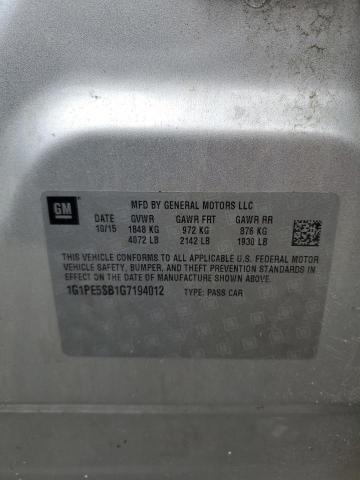 GM
MFD BY GENERAL MOTORS LLC
DATE GVWR GAWR FRT GAWR RR
10/15 1848 KG 972 KG 876 KG
4072 LB 2142 LB 1930 LB
THIS VEHICLE CONFORMS TO ALL APPLICABLE U.S. FEDERAL MOTOR
VEHICLE SAFETY, BUMPER, AND THEFT PREVENTION STANDARDS
IN EFFECT ON THE DATE OF MANUFACTURE SHOWN ABOVE.
1G1PE5SB1G7194012 TYPE: PASS CAR